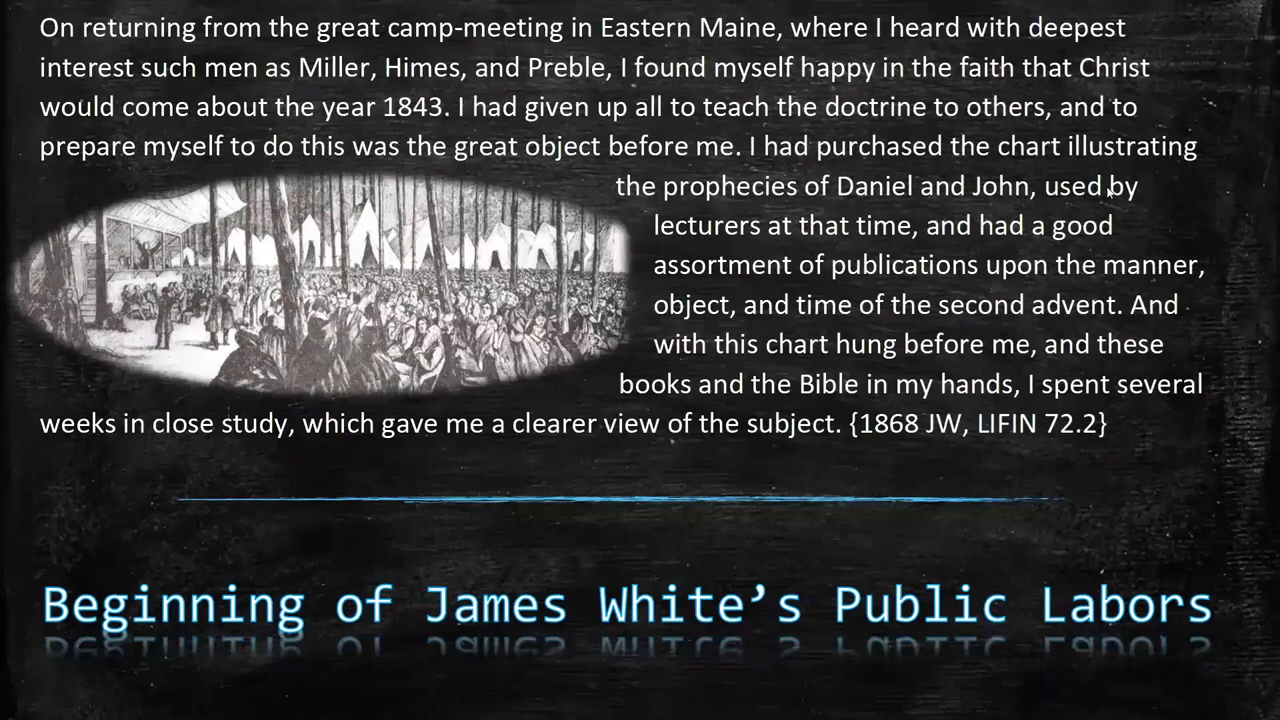 On returning from the great camp-meeting in Eastern Maine, where I heard with deepest
interest such men as Miller, Himes, and Preble, I found myself happy in the faith that Christ
would come about the year 1843. I had given up all to teach the doctrine to others, and to
prepare myself to do this was the great object before me. I had purchased the chart illustrating
the prophecies of Daniel and John, used by
lecturers at that time, and had a good
assortment of publications upon the manner,
object, and time of the second advent. And
with this chart hung before me, and these
books and the Bible in my hands, I spent several
weeks in close study, which gave me a clearer view of the subject. {1868 JW, LIFIN 72.2}
Beginning of James White’s Public Labors